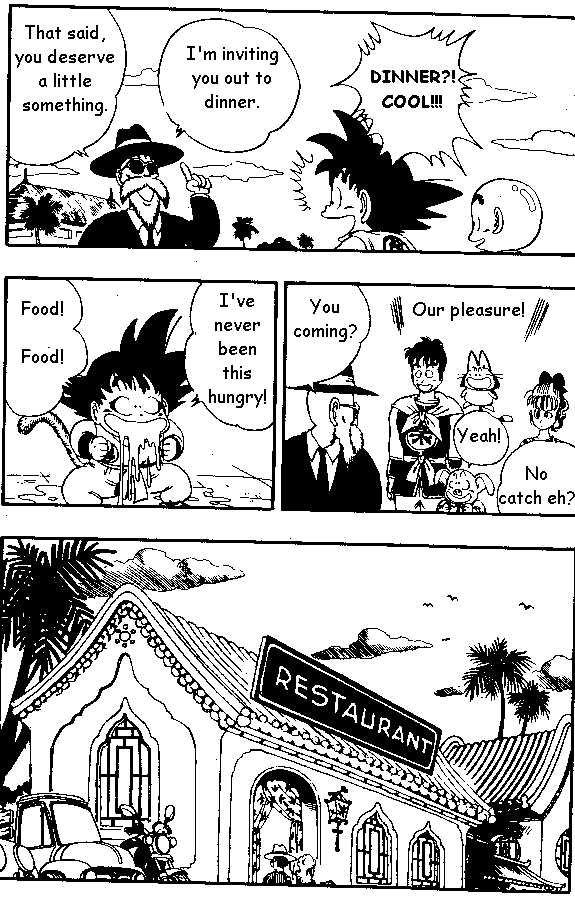 That said,
you deserve
a little
something.
I'm inviting
you out to
dinner.
DINNER?!
COOL!!!
Food!
Food!
I've
never
been
this
hungry!
You
coming?
Our pleasure!
Yeah!
No
catch eh?
RESTAURANT